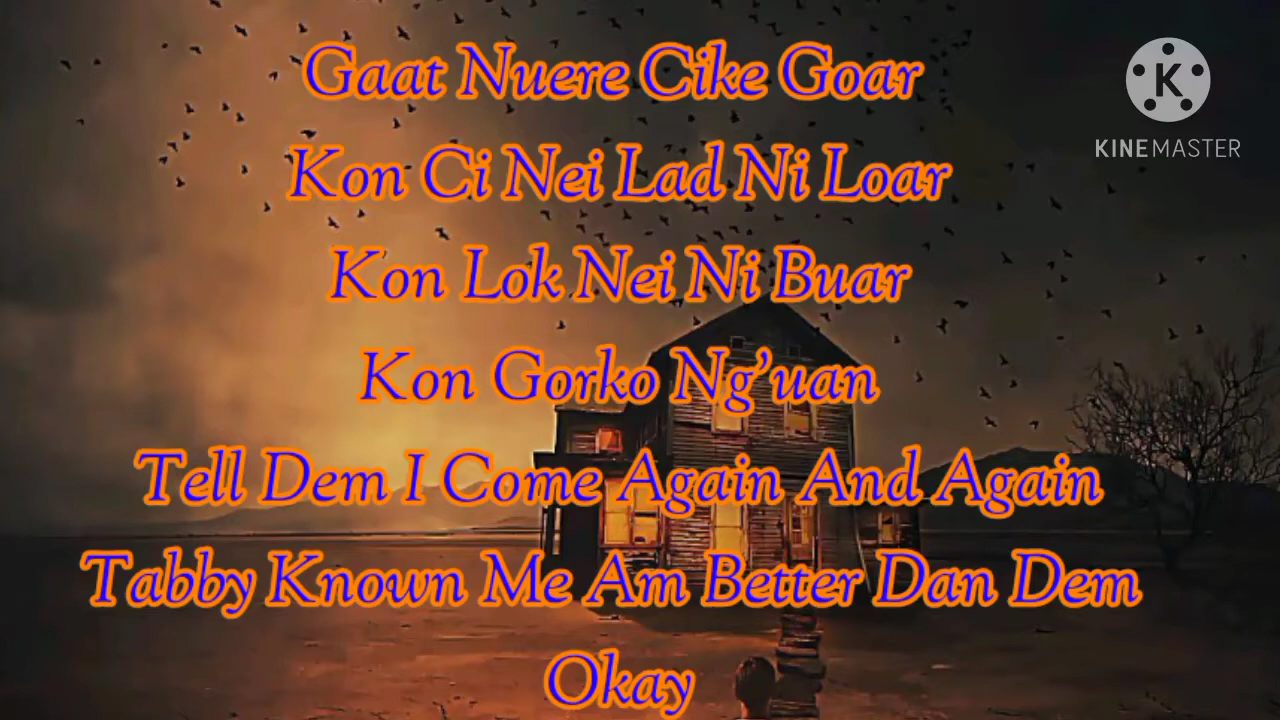 Gaat Nuere Cike Goar
Kon Ci Nei Lad Ni Loar
Kon Lok Nei Ni Buar
Kon Gorko Ng'uan
Tell Dem I Come Again And Again
Tabby Known Me Am Better Dan Dem
Okay
K
KINEMASTER